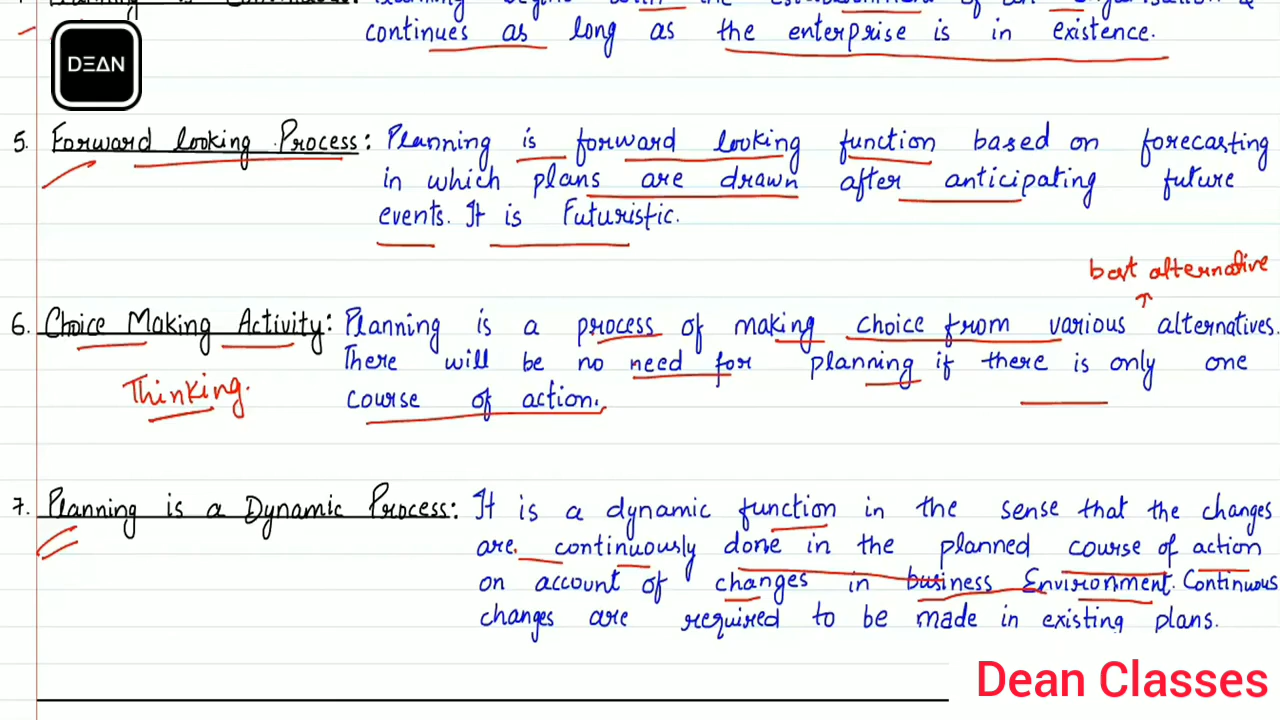 continues as long as the enterprise is in existence.
DEAN
5. Forward looking Process: Planning is forward looking function based on forecasting
in which plans are drawn after anticipating future
events. It is Futuristic.
best alternative
6. Choice Making Activity: Planning is a process of making choice from various alternatives.
There will be no need for planning if there is only one
Thinking.
course of action.
7. Planning is a Dynamic Process: It is a dynamic function in the sense that the changes
are continuously done in the planned course of action
on account of changes in business Environment. Continuous
changes are required to be made in existing plans.
Dean Classes